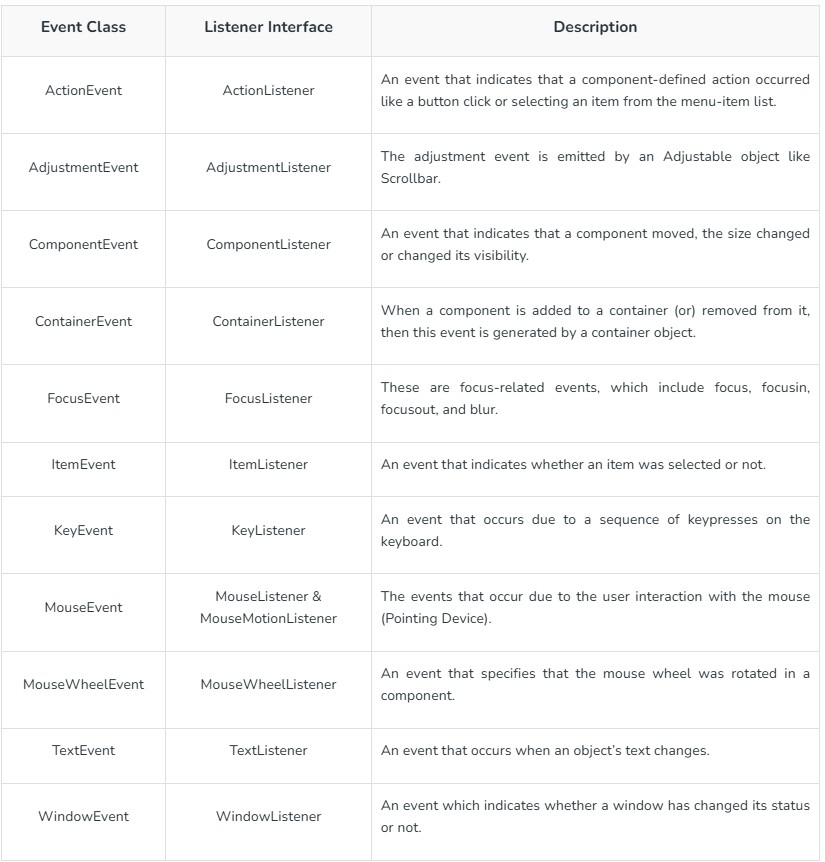 Event Class Listener Interface Description
ActionEvent ActionListener An event that indicates that a component-defined action occurred
like a button click or selecting an item from the menu-item list.
AdjustmentEvent AdjustmentListener The adjustment event is emitted by an Adjustable object like
Scrollbar.
ComponentEvent ComponentListener An event that indicates that a component moved, the size changed
or changed its visibility.
ContainerEvent ContainerListener When a component is added to a container (or) removed from it,
then this event is generated by a container object.
FocusEvent FocusListener These are focus-related events, which include focus, focusin,
focusout, and blur.
ItemEvent ItemListener An event that indicates whether an item was selected or not.
KeyEvent KeyListener An event that occurs due to a sequence of keypresses on the
keyboard.
MouseEvent MouseListener & The events that occur due to the user interaction with the mouse
MouseMotionListener (Pointing Device).
MouseWheelEvent MouseWheelListener An event that specifies that the mouse wheel was rotated in a
component.
TextEvent TextListener An event that occurs when an object’s text changes.
WindowEvent WindowListener An event which indicates whether a window has changed its status
or not.